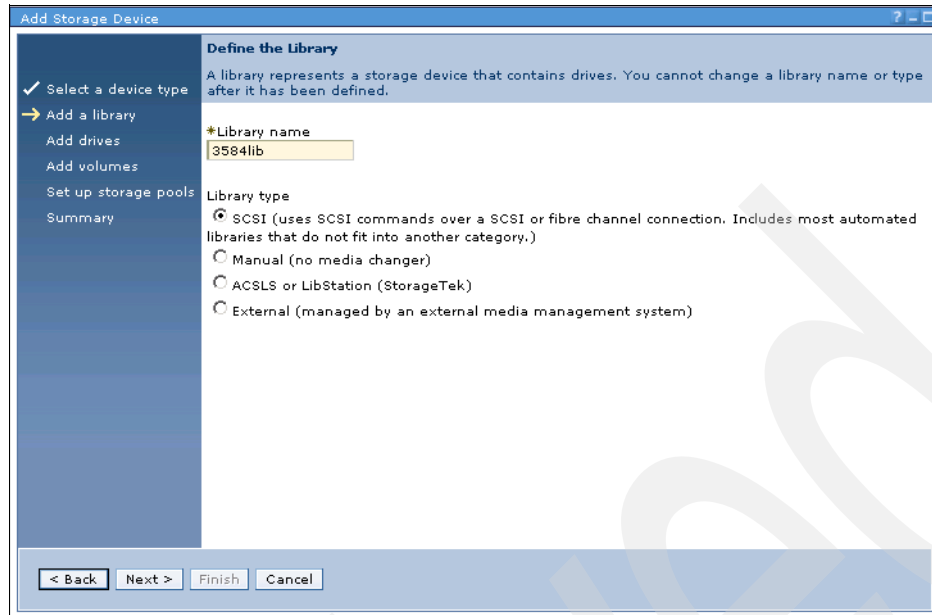 Add Storage Device
? –
Select a device type
Add a library
Add drives
Add volumes
Set up storage pools
Summary
Define the Library
A library represents a storage device that contains drives. You cannot change a library name or type
after it has been defined.
*Library name
3584lib
Library type
SCSI (uses SCSI commands over a SCSI or fibre channel connection. Includes most automated
libraries that do not fit into another category.)
Manual (no media changer)
ACSLS or LibStation (StorageTek)
External (managed by an external media management system)
< Back
Next >
Finish
Cancel